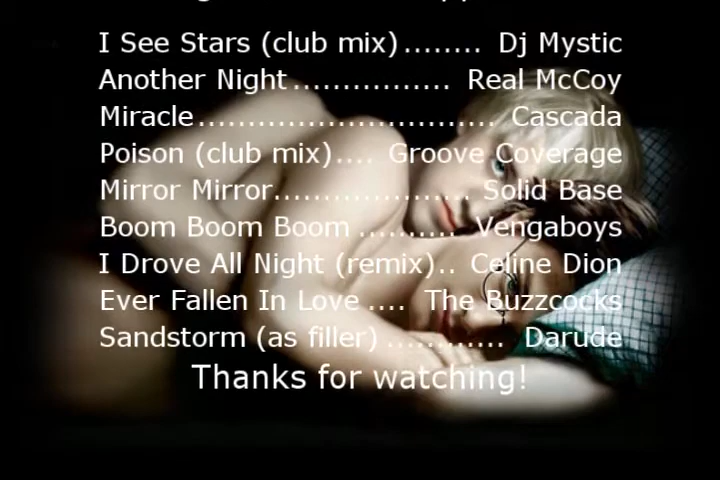 I See Stars (club mix)........ Dj Mystic
Another Night................ Real McCoy
Miracle.............................. Cascada
Poison (club mix).... Groove Coverage
Mirror Mirror.................... Solid Base
Boom Boom Boom .......... Vengaboys
I Drove All Night (remix).. Celine Dion
Ever Fallen In Love .... The Buzzcocks
Sandstorm (as filler) ............ Darude
Thanks for watching!